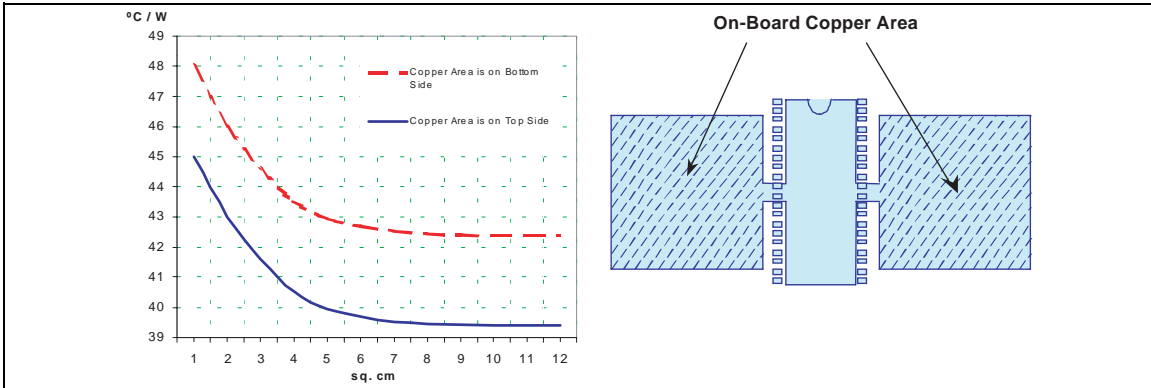 ºC / W
49
48
47
46
45
44
43
42
41
40
39
1 2 3 4 5 6 7 8 9 10 11 12
sq. cm
Copper Area is on Bottom
Side
Copper Area is on Top Side
On-Board Copper Area